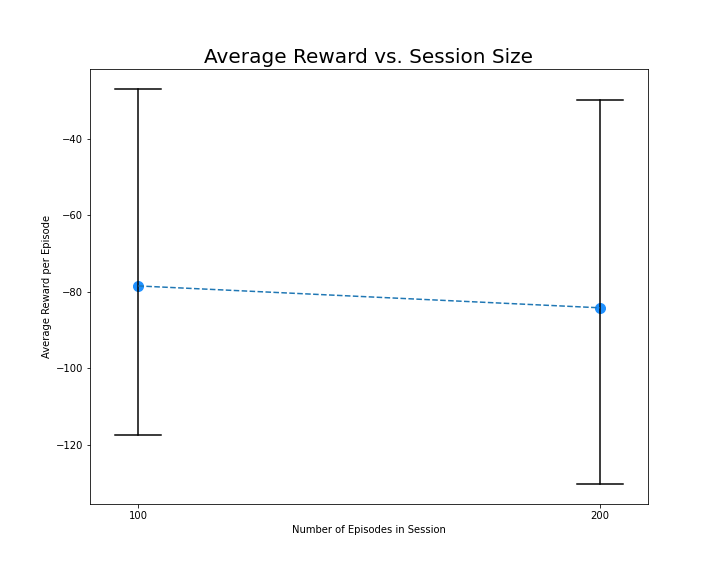 Average Reward vs. Session Size
Average Reward per Episode
−40
−60
−80
−100
−120
100
200
Number of Episodes in Session